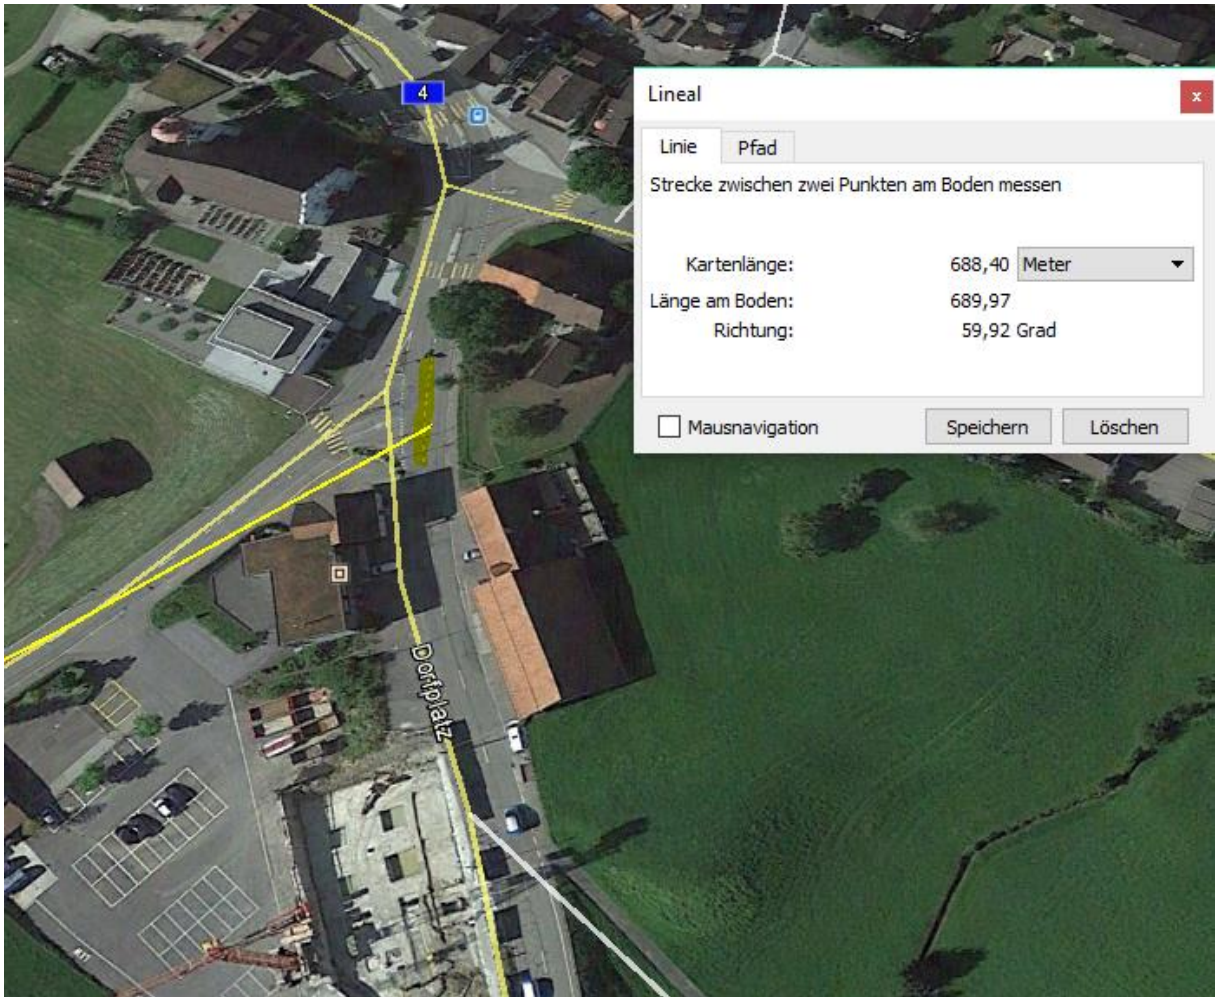 4
Lineal
x
Linie Pfad
Strecke zwischen zwei Punkten am Boden messen
Kartenlänge: 688,40 Meter
Länge am Boden: 689,97
Richtung: 59,92 Grad
Mausnavigation Speichern Löschen
Dorfplatz